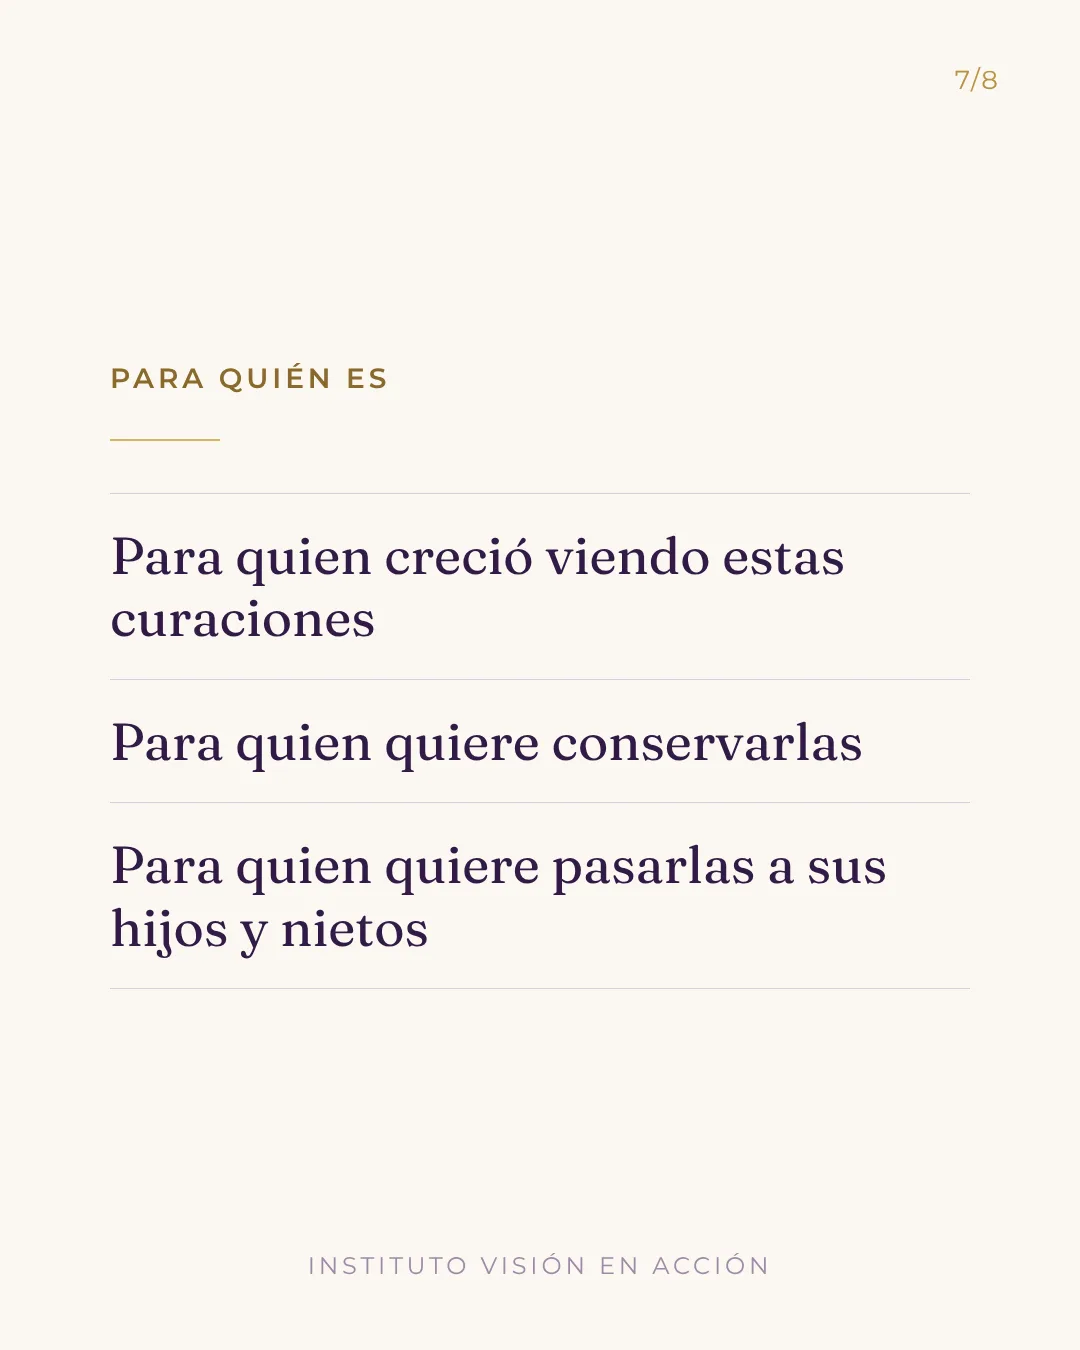 7/8
PARA QUIÉN ES
Para quien creció viendo estas
curaciones
Para quien quiere conservarlas
Para quien quiere pasarlas a sus
hijos y nietos
INSTITUTO VISIÓN EN ACCIÓN